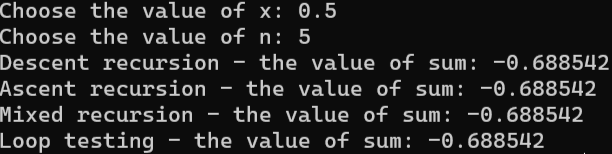 Choose the value of x: 0.5
Choose the value of n: 5
Descent recursion - the value of sum: -0.688542
Ascent recursion - the value of sum: -0.688542
Mixed recursion - the value of sum: -0.688542
Loop testing - the value of sum: -0.688542